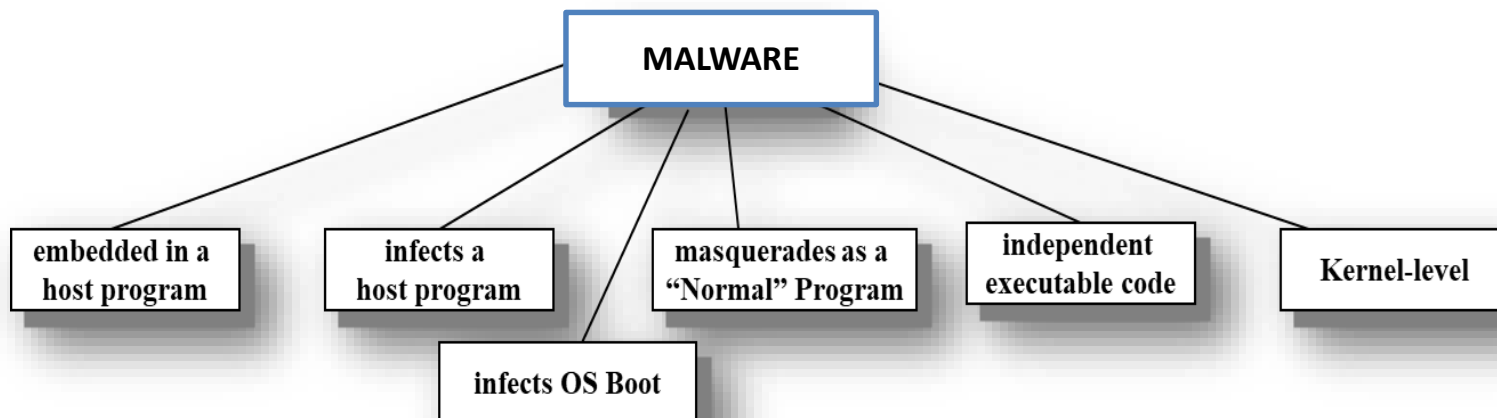 MALWARE
embedded in a
host program
infects a
host program
masquerades as a
“Normal” Program
independent
executable code
Kernel-level
infects OS Boot